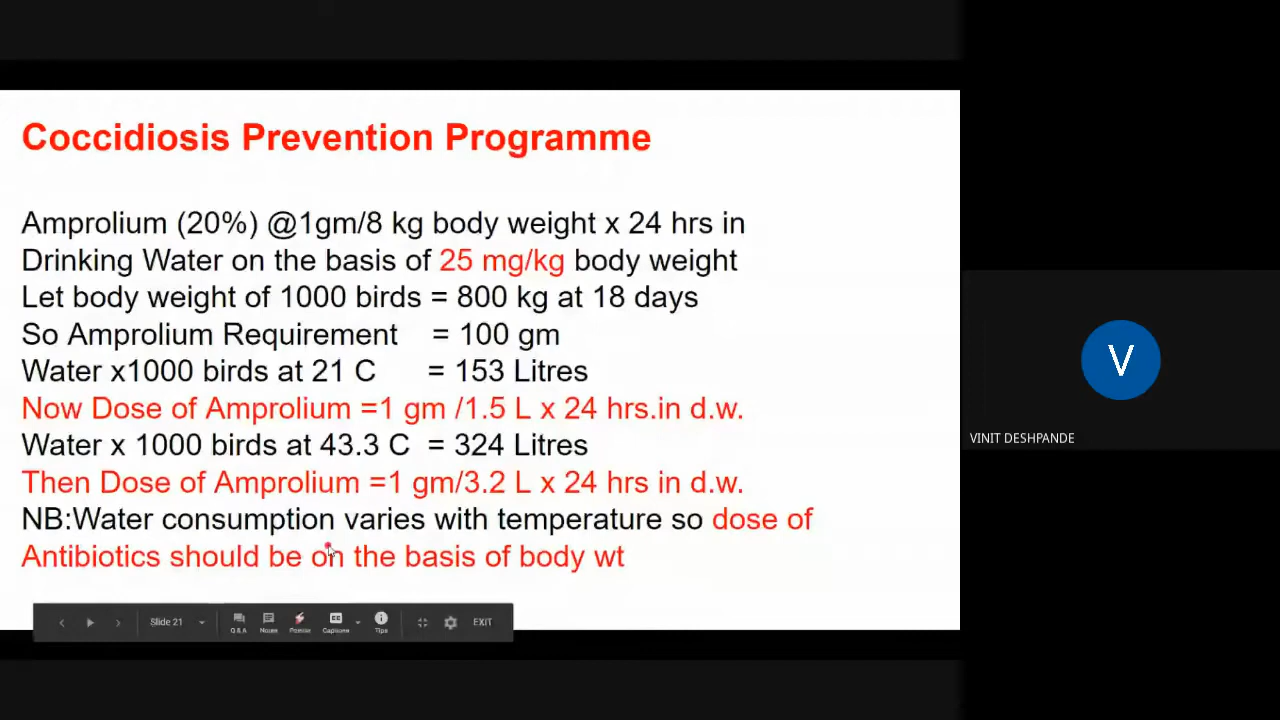 Coccidiosis Prevention Programme
Amprolium (20%) @1gm/8 kg body weight x 24 hrs in
Drinking Water on the basis of 25 mg/kg body weight
Let body weight of 1000 birds = 800 kg at 18 days
So Amprolium Requirement = 100 gm
Water x1000 birds at 21 C = 153 Litres
Now Dose of Amprolium =1 gm /1.5 L x 24 hrs.in d.w.
Water x 1000 birds at 43.3 C = 324 Litres
Then Dose of Amprolium =1 gm/3.2 L x 24 hrs in d.w.
NB:Water consumption varies with temperature so dose of
Antibiotics should be on the basis of body wt
Slide 21
Q&A Notes Pointer Captions Tips EXIT
V
VINIT DESHPANDE